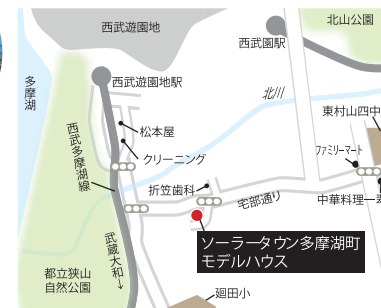 西武遊園地
北山公園
西武園駅
多摩湖
西武遊園地駅
北川
東村山四中
松本屋
ファミリーマート
クリーニング
西武多摩湖線
折笠歯科
宅部通り
中華料理一翠
ソーラータウン多摩湖町
モデルハウス
武蔵大和→
都立狭山
自然公園
廻田小